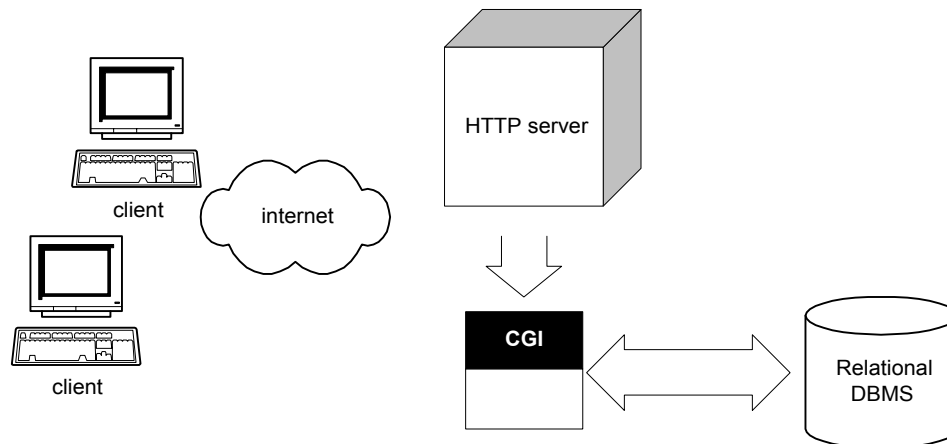 HTTP server
client
internet
client
CGI
Relational
DBMS